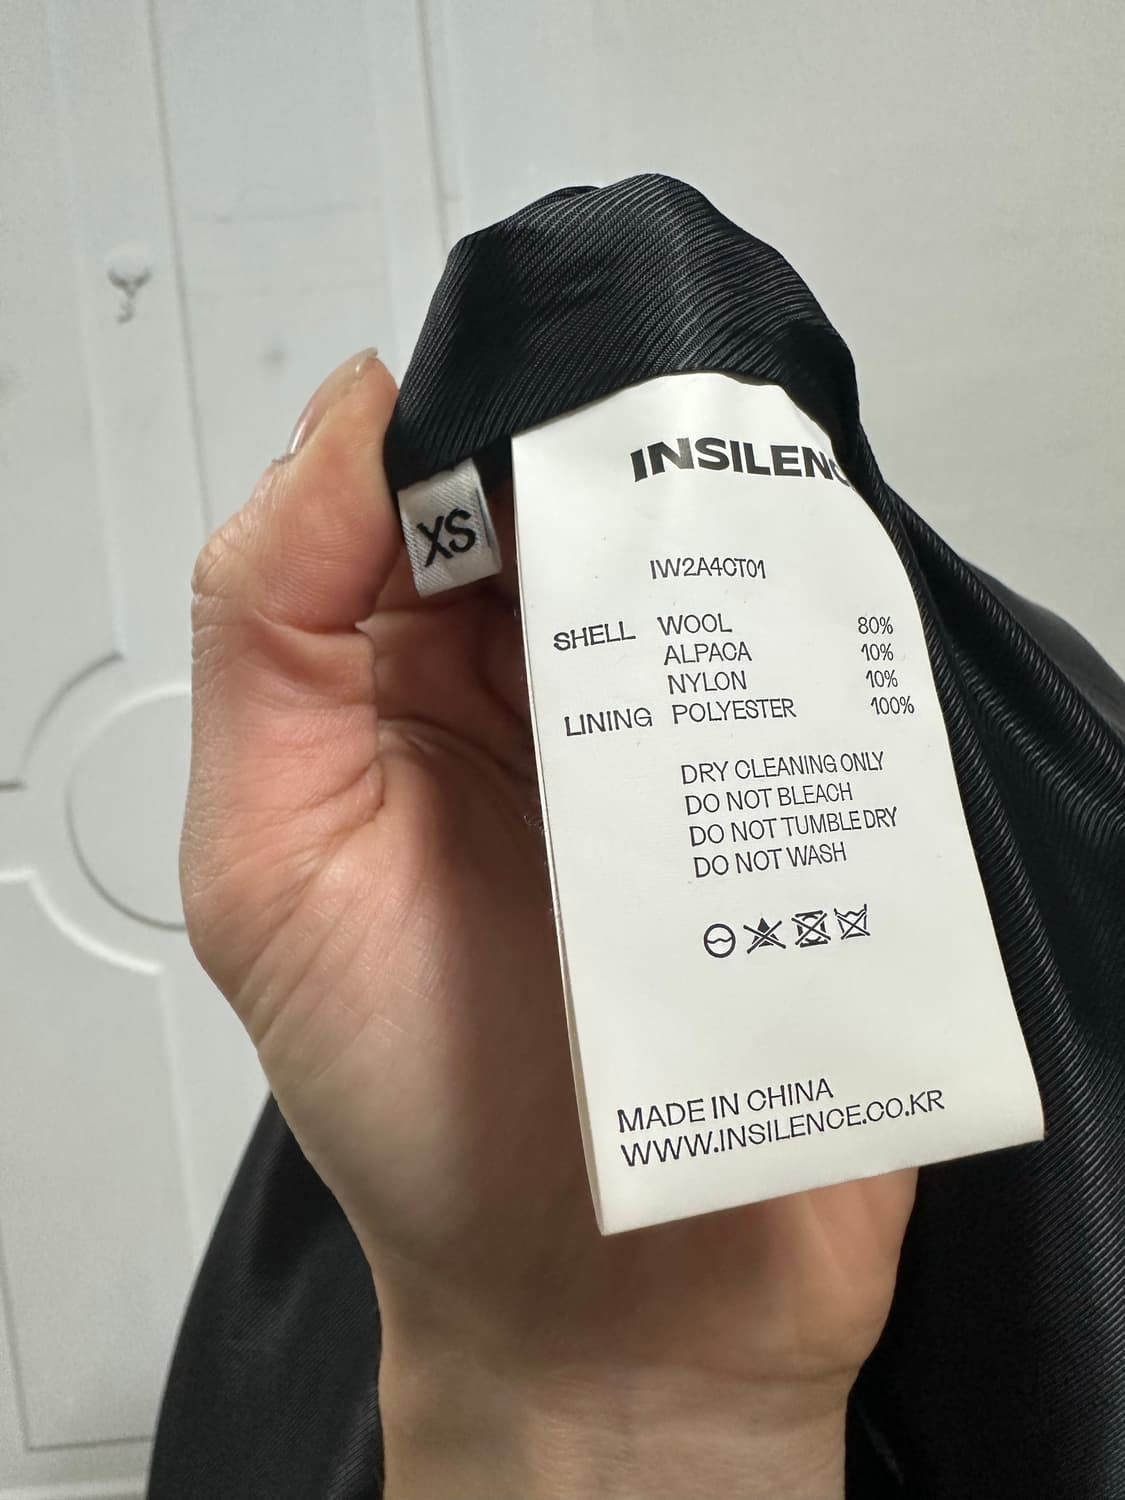 INSILENC
XS
IW2A4CT01
SHELL WOOL 80%
ALPACA 10%
NYLON 10%
LINING POLYESTER 100%
DRY CLEANING ONLY
DO NOT BLEACH
DO NOT TUMBLE DRY
DO NOT WASH
MADE IN CHINA
WWW.INSILENCE.CO.KR